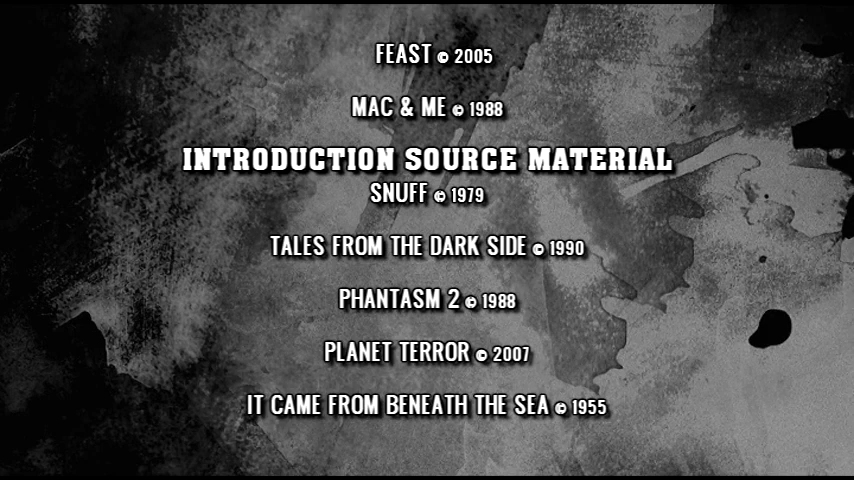 FEAST © 2005
MAC & ME © 1988
INTRODUCTION SOURCE MATERIAL
SNUFF © 1979
TALES FROM THE DARK SIDE © 1990
PHANTASM 2 © 1988
PLANET TERROR © 2007
IT CAME FROM BENEATH THE SEA © 1955